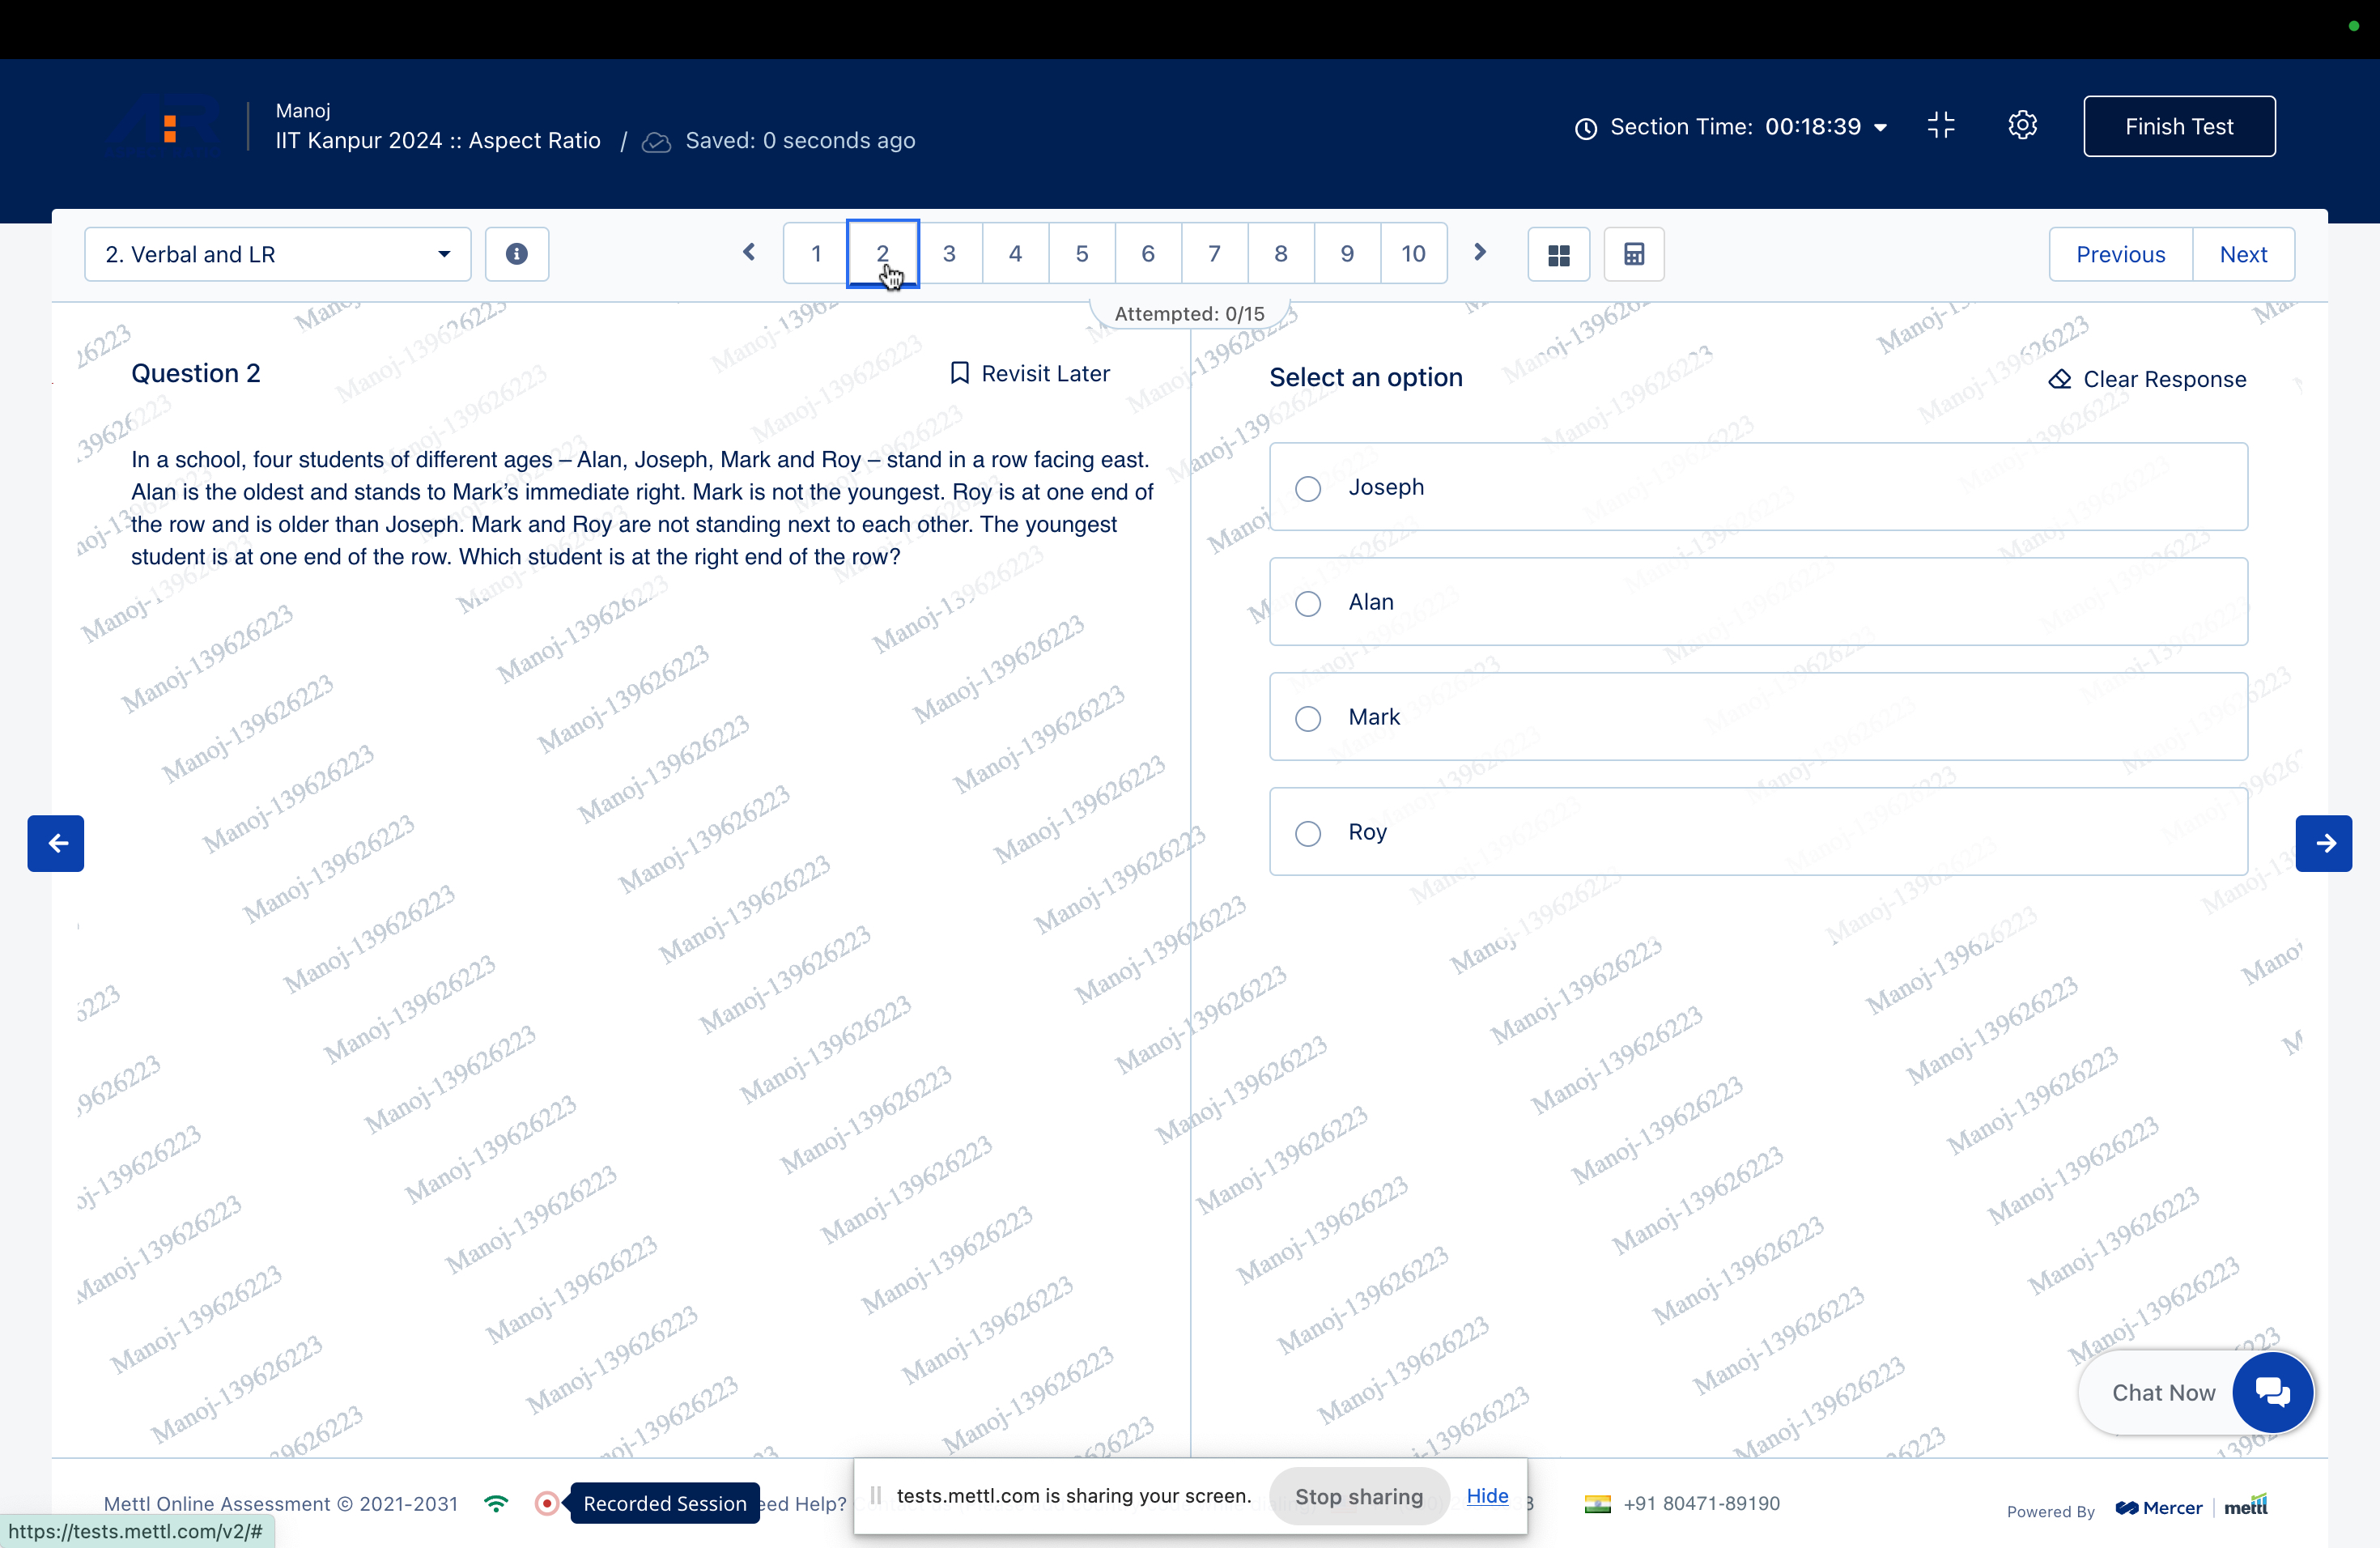 Manoj
IIT Kanpur 2024 :: Aspect Ratio / Saved: 0 seconds ago
Section Time: 00:18:39
Finish Test
2. Verbal and LR
1 2 3 4 5 6 7 8 9 10
Previous Next
Attempted: 0/15
Question 2
Revisit Later
In a school, four students of different ages – Alan, Joseph, Mark and Roy – stand in a row facing east.
Alan is the oldest and stands to Mark’s immediate right. Mark is not the youngest. Roy is at one end of
the row and is older than Joseph. Mark and Roy are not standing next to each other. The youngest
student is at one end of the row. Which student is at the right end of the row?
Select an option
Clear Response
Joseph
Alan
Mark
Roy
Manoj-139626223
Chat Now
Mettl Online Assessment © 2021-2031
Recorded Session
Help?
tests.mettl.com is sharing your screen.
Stop sharing
Hide
+91 80471-89190
Powered By Mercer | mettl
https://tests.mettl.com/v2/#